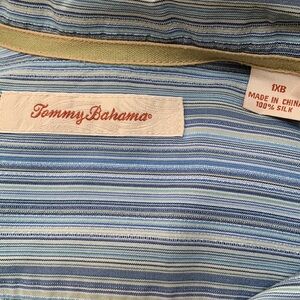 Tommy Bahama®
1XB
MADE IN CHINA
100% SILK